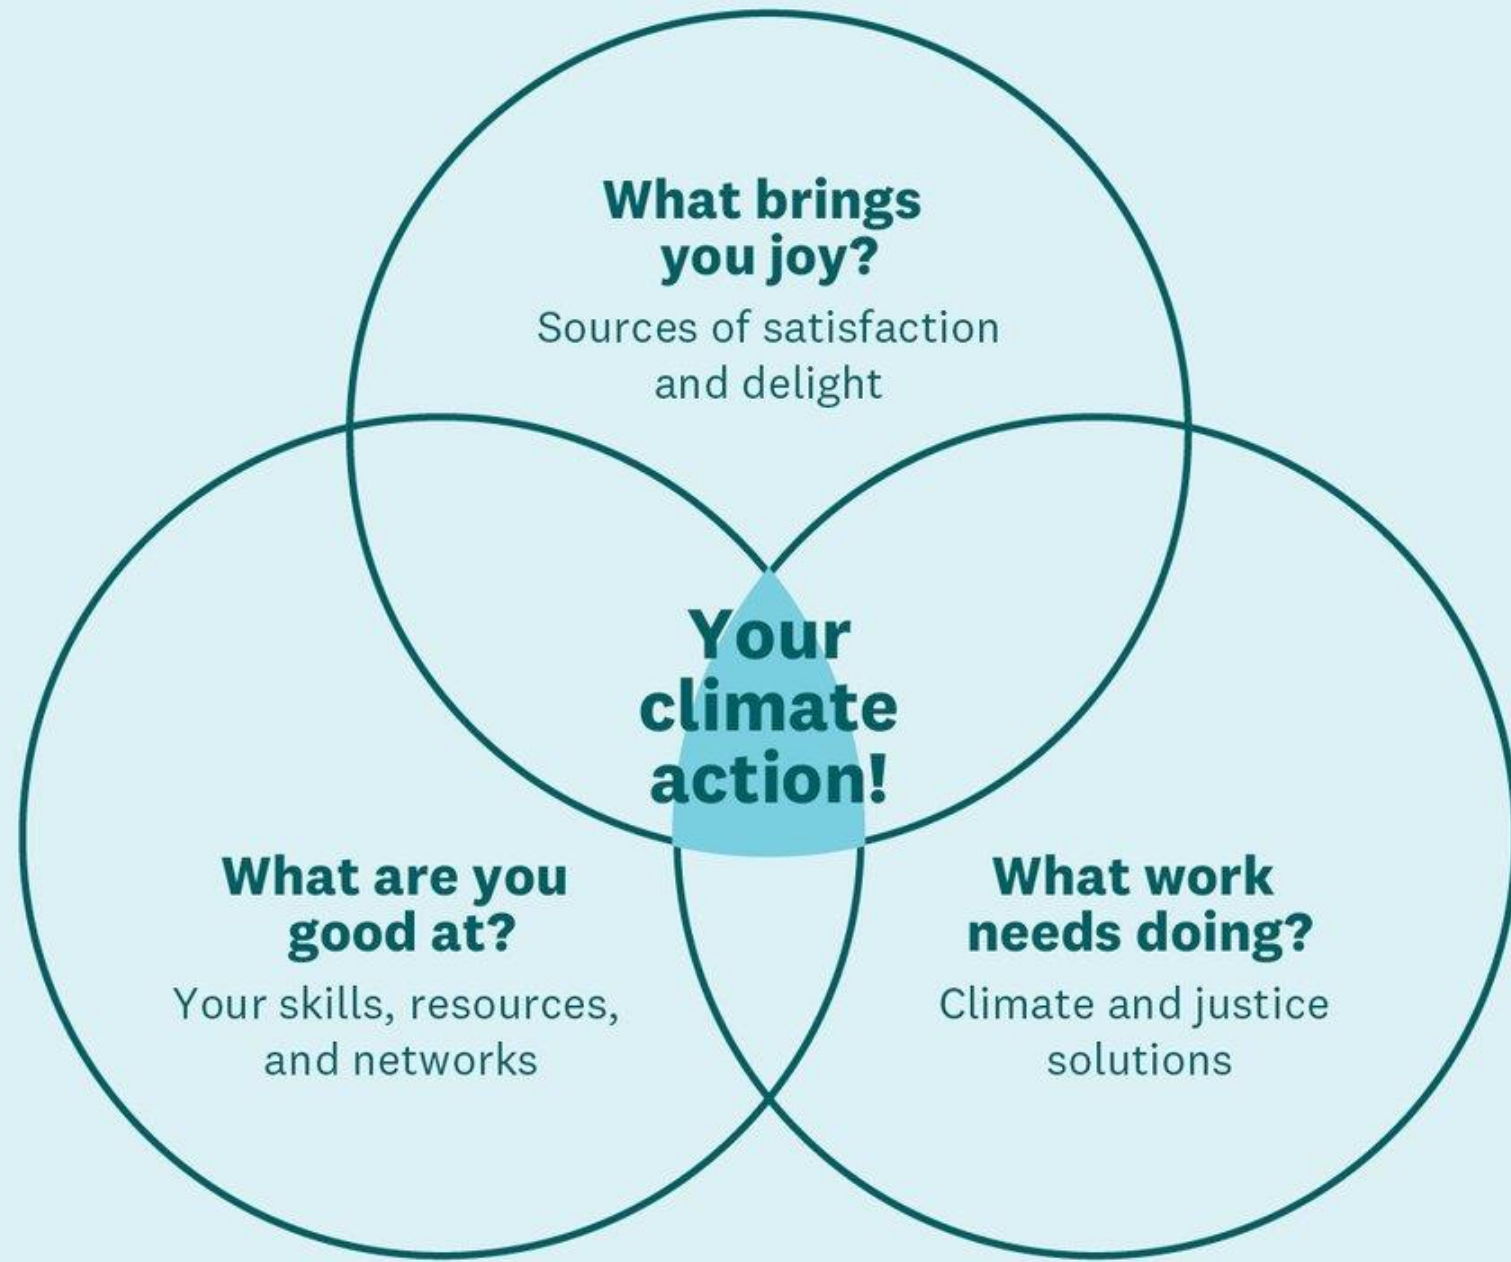 What brings
you joy?
Sources of satisfaction
and delight
Your
climate
action!
What are you
good at?
Your skills, resources,
and networks
What work
needs doing?
Climate and justice
solutions